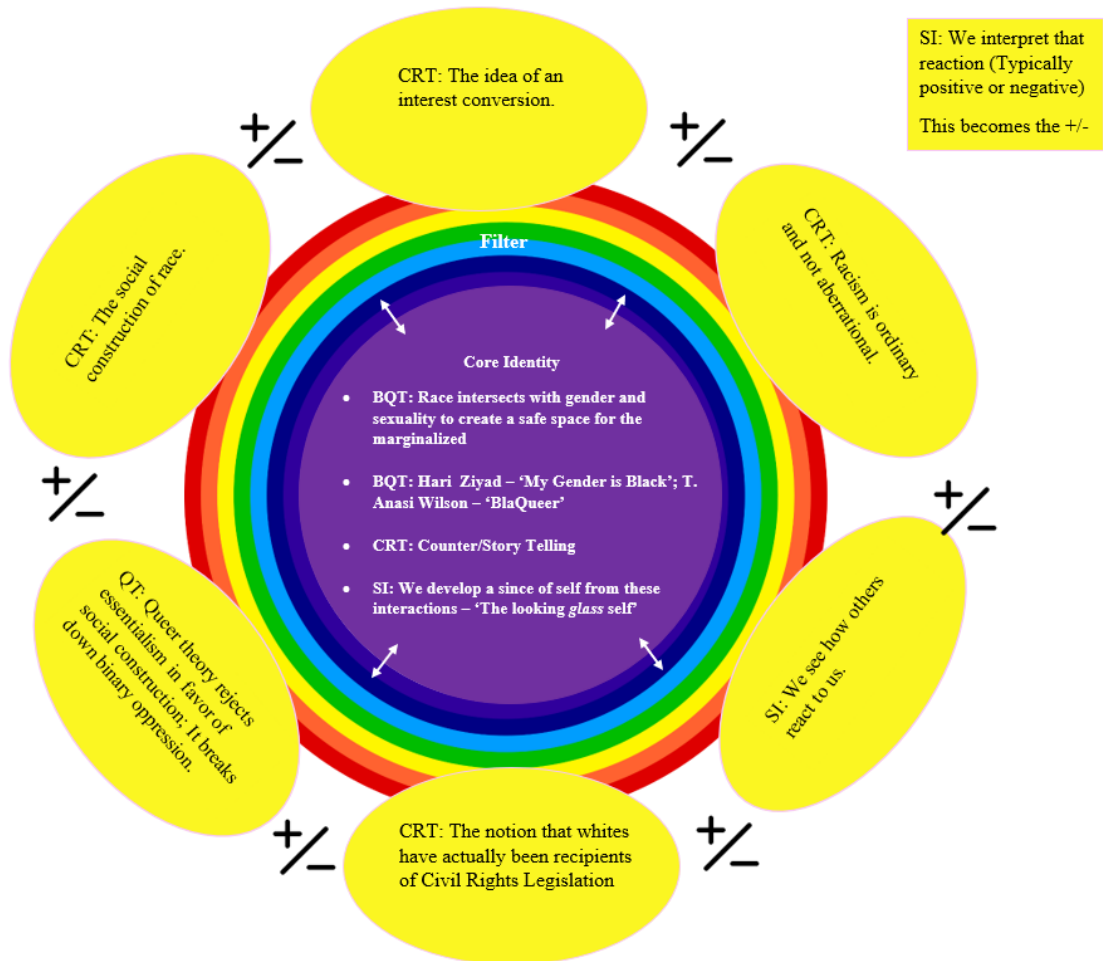 CRT: The idea of an
interest conversion.
SI: We interpret that
reaction (Typically
positive or negative)
This becomes the +/-
+/−
+/−
CRT: The social
construction of race.
CRT: Racism is ordinary
and not aberrational.
Filter
Core Identity
• BQT: Race intersects with gender and
sexuality to create a safe space for the
marginalized
• BQT: Hari Ziyad – ‘My Gender is Black’; T.
Anasi Wilson – ‘BlaQueer’
• CRT: Counter/Story Telling
• SI: We develop a since of self from these
interactions – ‘The looking glass self’
+/−
+/−
QT: Queer theory rejects
essentialism in favor of
social construction; It breaks
down binary oppression.
SI: We see how others
react to us.
+/−
+/−
CRT: The notion that whites
have actually been recipients
of Civil Rights Legislation